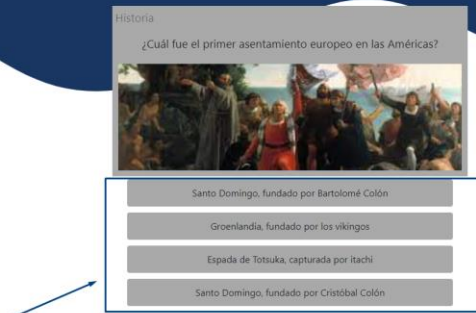 Historia
¿Cuál fue el primer asentamiento europeo en las Américas?
Santo Domingo, fundado por Bartolomé Colón
Groenlandia, fundado por los vikingos
Espada de Totsuka, capturada por itachi
Santo Domingo, fundado por Cristóbal Colón